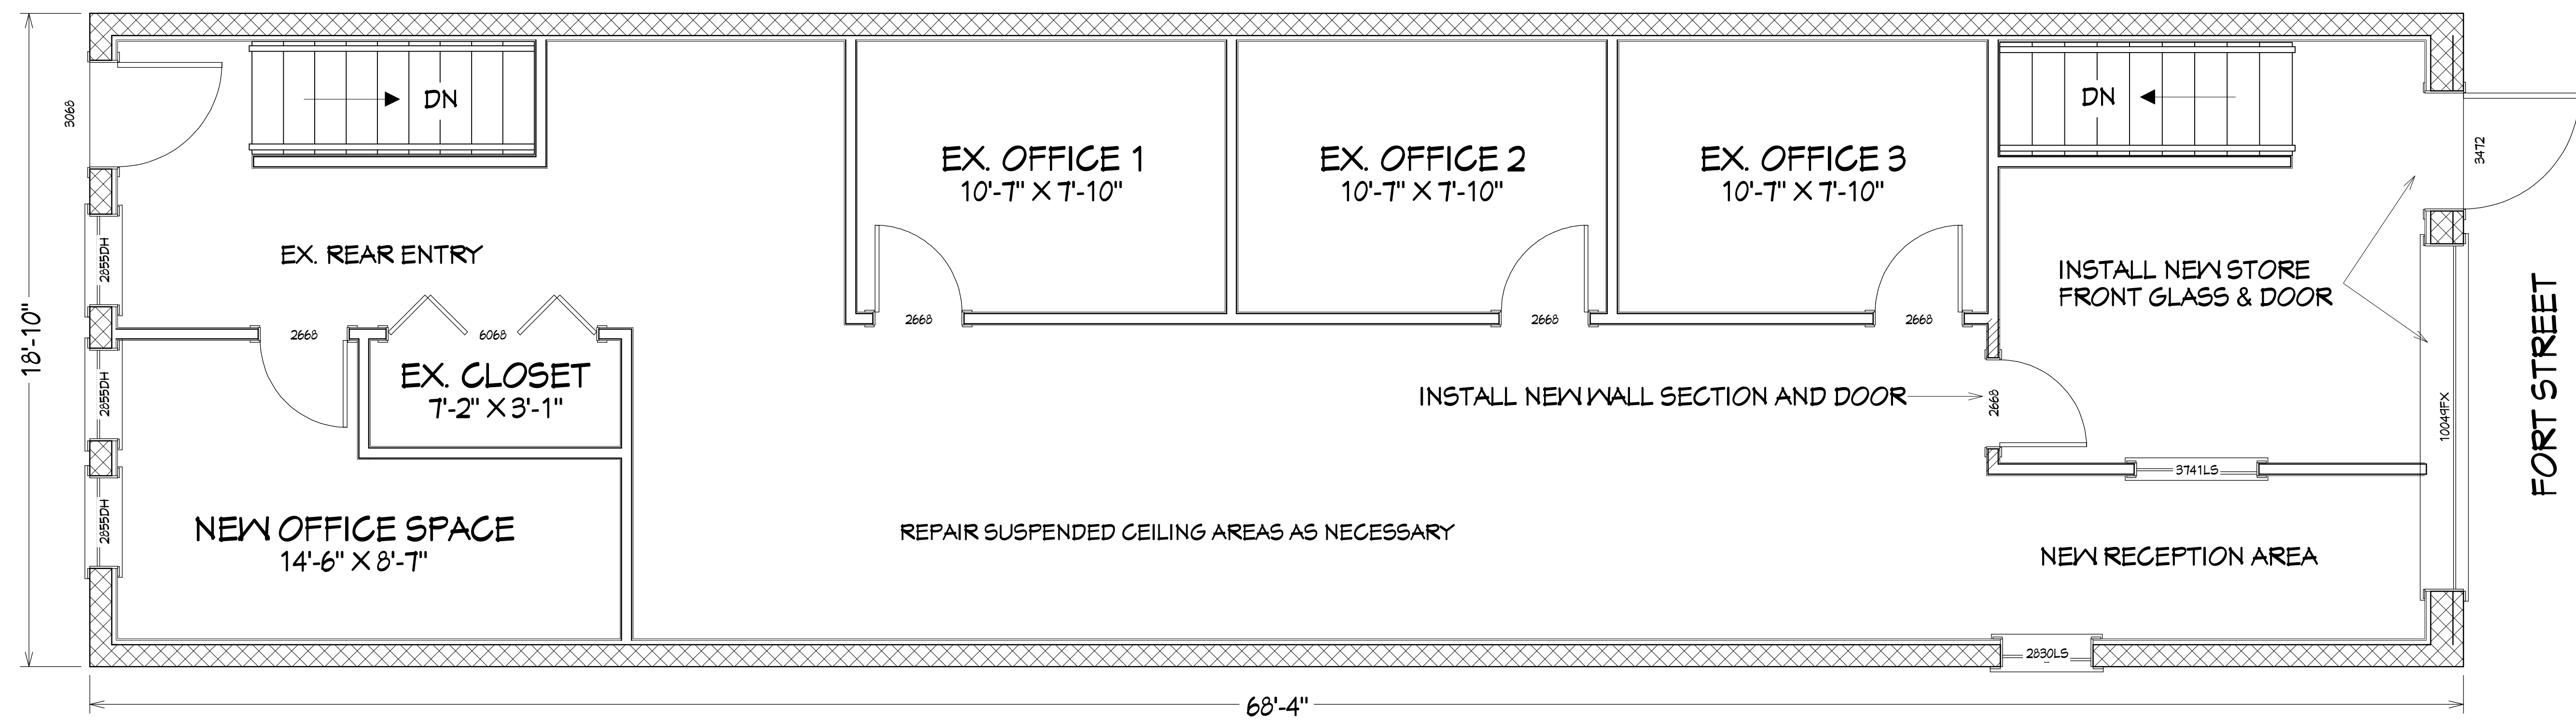 3068
DN
DN
3472
EX. OFFICE 1
10'-7" X 7'-10"
EX. OFFICE 2
10'-7" X 7'-10"
EX. OFFICE 3
10'-7" X 7'-10"
2855DH
EX. REAR ENTRY
INSTALL NEW STORE
FRONT GLASS & DOOR
18'-10"
2668
6068
2668
2668
2668
FORT STREET
2855DH
EX. CLOSET
7'-2" X 3'-1"
INSTALL NEW WALL SECTION AND DOOR
2668
10049FX
3741LS
2855DH
NEW OFFICE SPACE
14'-6" X 8'-7"
REPAIR SUSPENDED CEILING AREAS AS NECESSARY
NEW RECEPTION AREA
2830LS
68'-4"